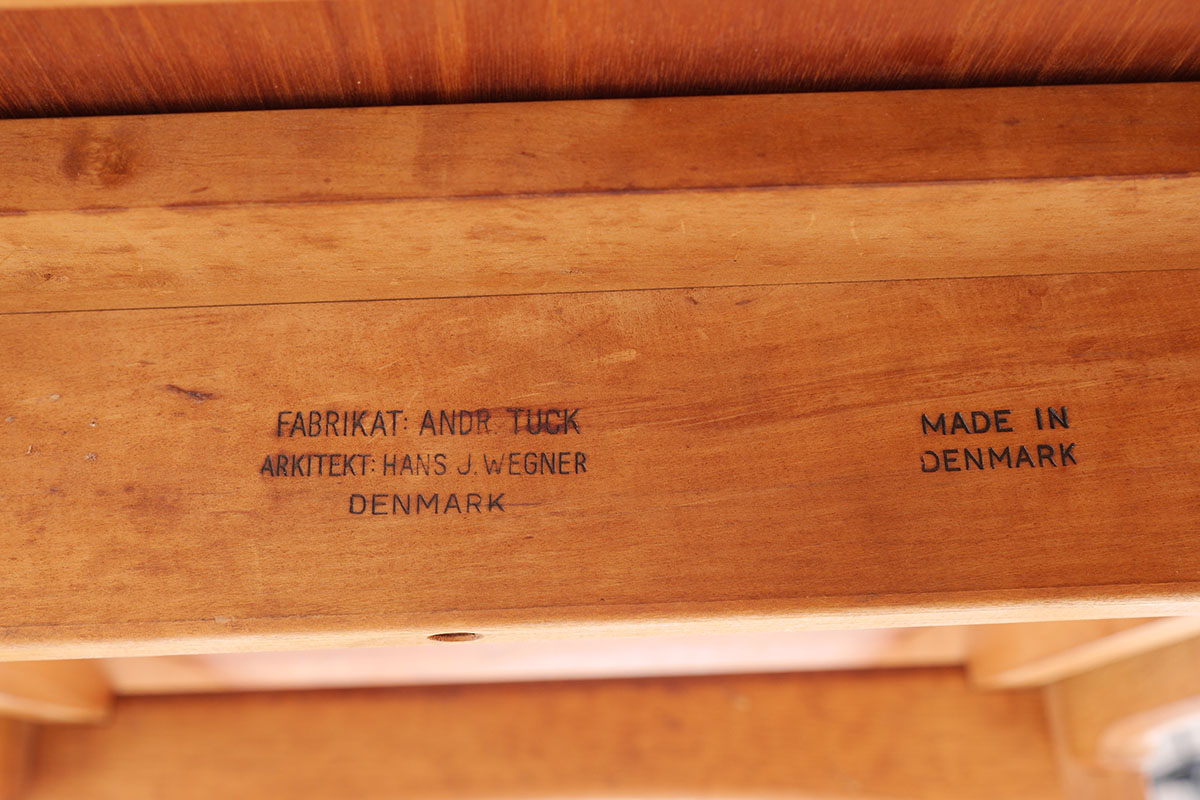 FABRIKAT: ANDR. TUCK
ARKITEKT: HANS J. WEGNER
DENMARK
MADE IN
DENMARK